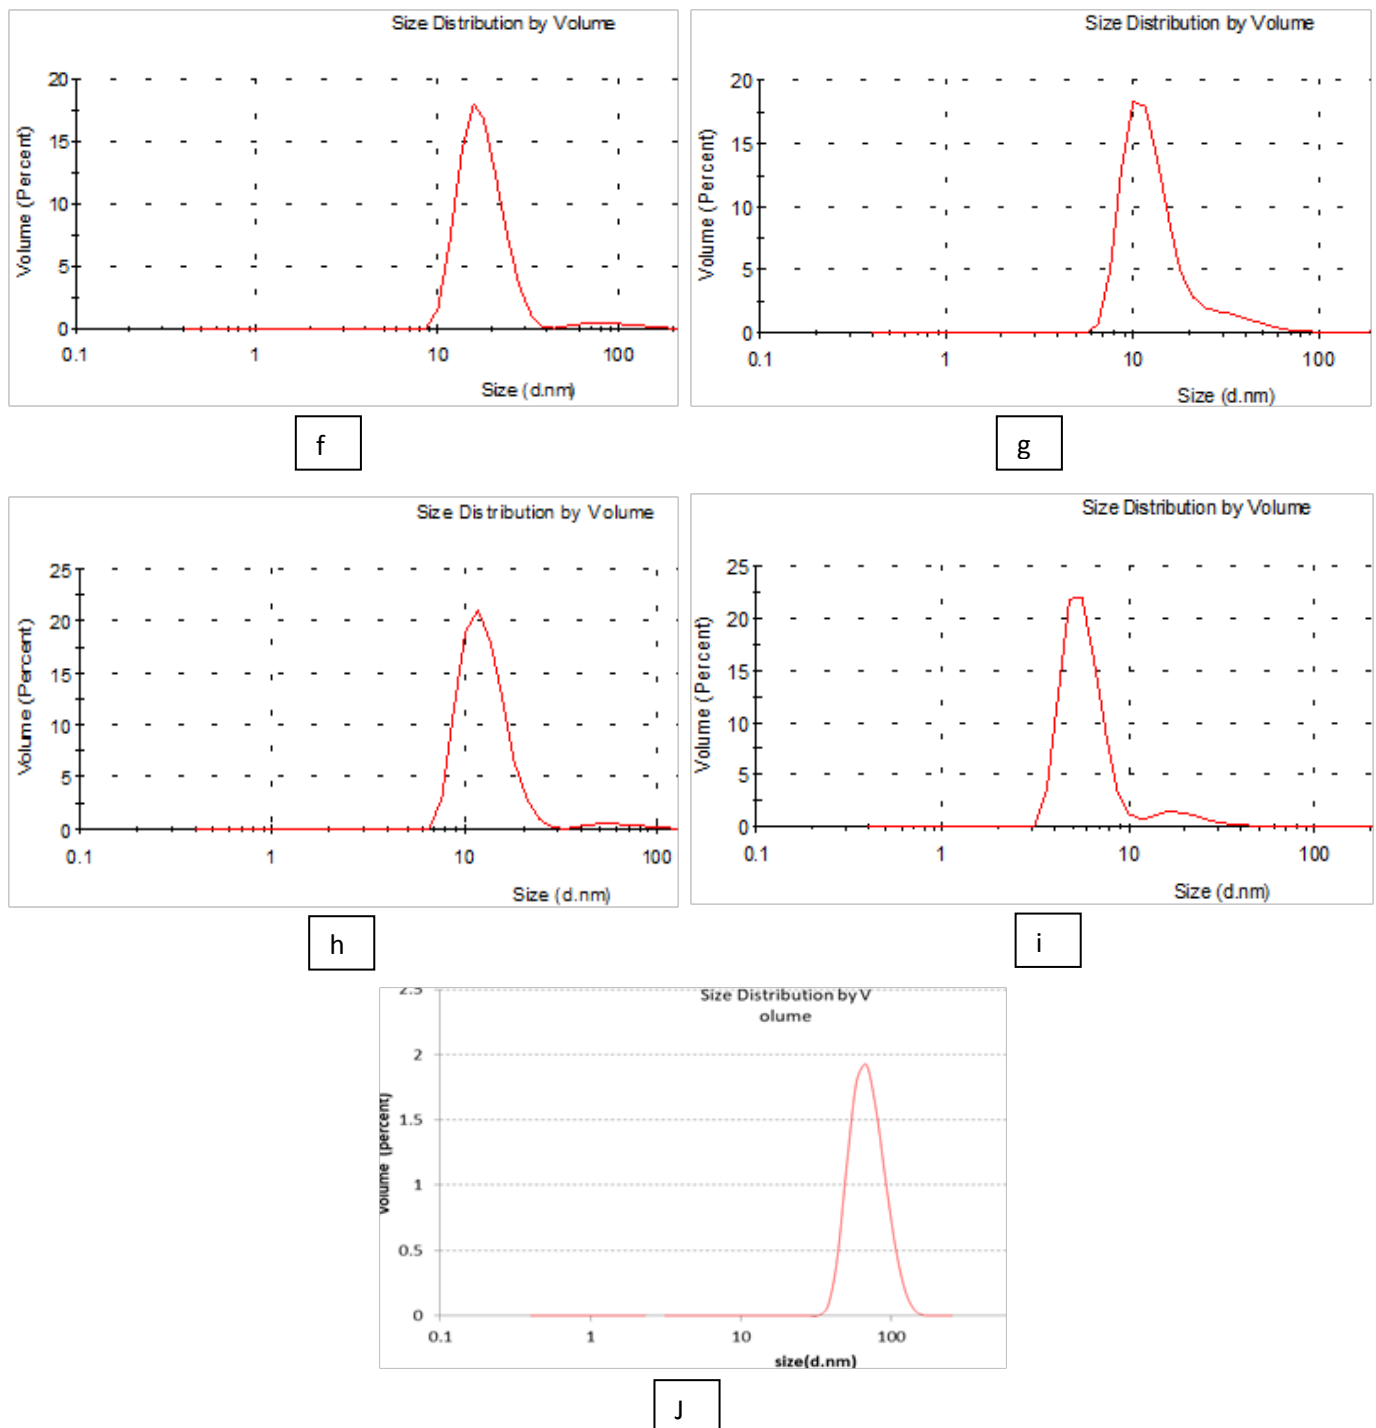 Size Distribution by Volume
20
15
10
5
0
Volume (Percent)
0.1 1 10 100
Size (d.nm)
f
Size Distribution by Volume
20
15
10
5
0
Volume (Percent)
0.1 1 10 100
Size (d.nm)
g
Size Distribution by Volume
25
20
15
10
5
0
Volume (Percent)
0.1 1 10 100
Size (d.nm)
h
Size Distribution by Volume
25
20
15
10
5
0
Volume (Percent)
0.1 1 10 100
Size (d.nm)
i
Size Distribution by V
olume
2.5
2
1.5
1
0.5
0
volume (percent)
0.1 1 10 100
size(d.nm)
J